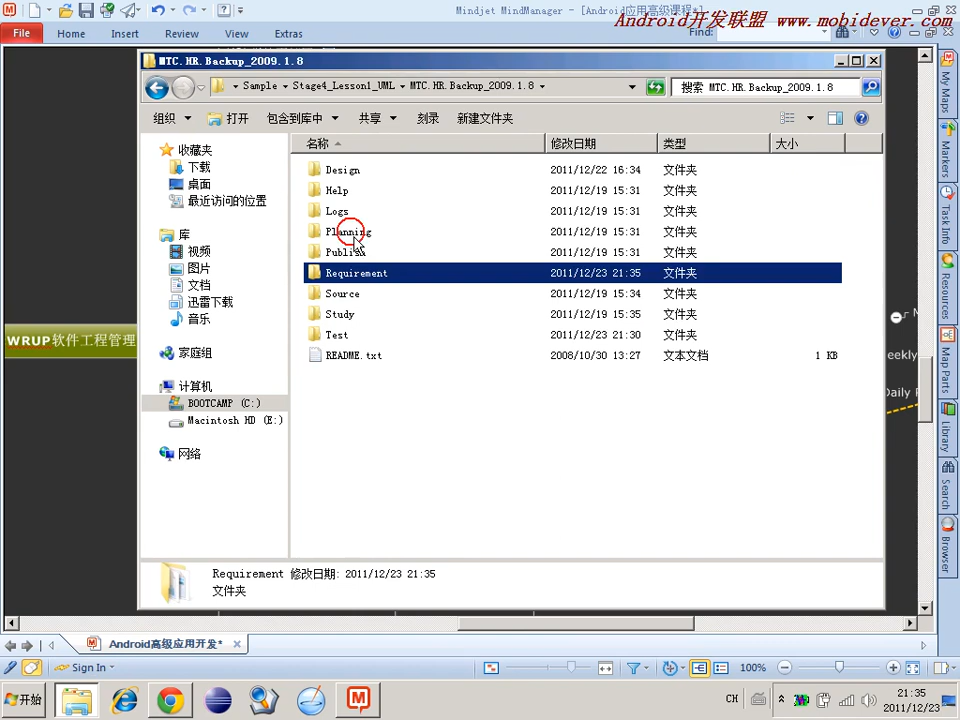 Mindjet MindManager - [Android应用高级课程*]
Android开发联盟 www.mobidever.com
File Home Insert Review View Extras Find:
MTC.HR.Backup_2009.1.8
Sample Stage4_Lesson1_UML MTC.HR.Backup_2009.1.8 搜索 MTC.HR.Backup_2009.1.8
组织 打开 包含到库中 共享 刻录 新建文件夹
名称 修改日期 类型 大小
收藏夹
下载
桌面
最近访问的位置
库
视频
图片
文档
迅雷下载
音乐
家庭组
计算机
BOOTCAMP (C:)
Macintosh HD (E:)
网络
Design 2011/12/22 16:34 文件夹
Help 2011/12/19 15:31 文件夹
Logs 2011/12/19 15:31 文件夹
Planning 2011/12/19 15:31 文件夹
Publish 2011/12/19 15:31 文件夹
Requirement 2011/12/23 21:35 文件夹
Source 2011/12/19 15:34 文件夹
Study 2011/12/19 15:35 文件夹
Test 2011/12/23 21:30 文件夹
README.txt 2008/10/30 13:27 文本文档 1 KB
Requirement 修改日期: 2011/12/23 21:35
文件夹
WRUP软件工程管理
eekly
Daily
My Maps
Markers
Task Info
Resources
Map Parts
Library
Search
Browser
Android高级应用开发*
Sign In 100%
开始 CH 21:35
2011/12/23